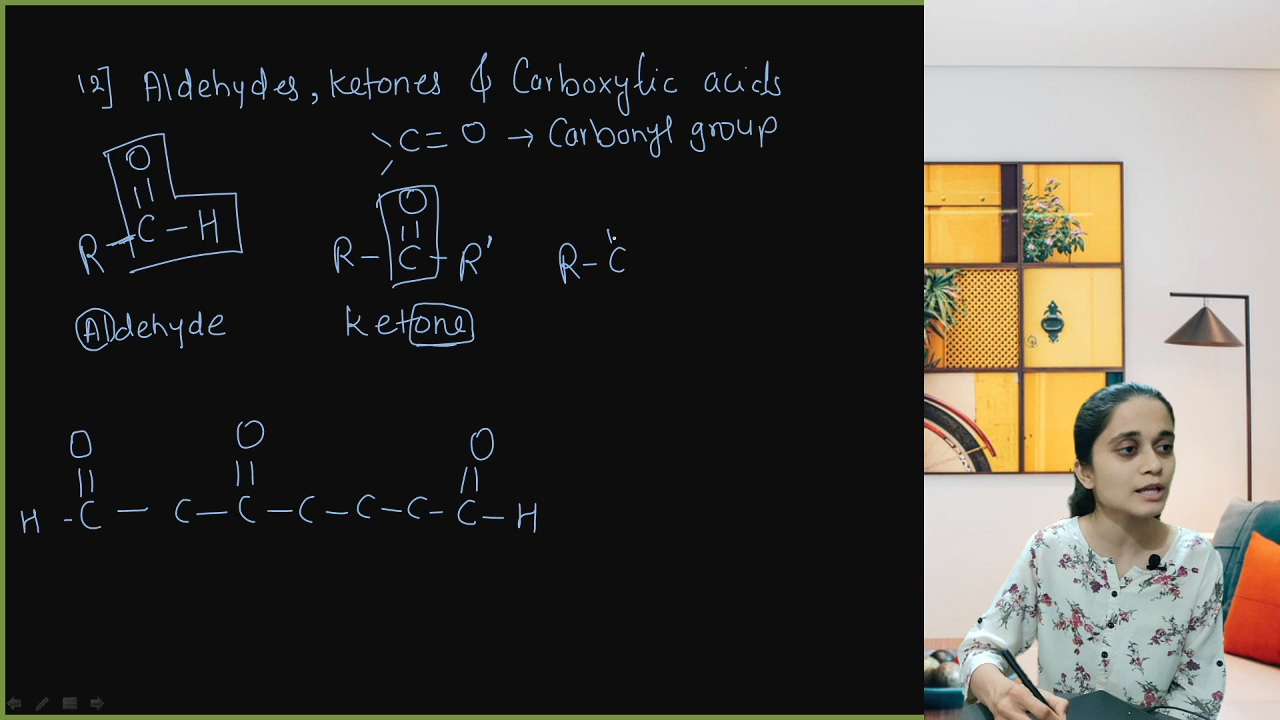 12] Aldehydes, ketones & Carboxylic acids
C = O → Carbonyl group
O O
R - C - H R - C - R' R - C
Aldehyde ketone
O O O
H - C - C - C - C - C - C - C - H